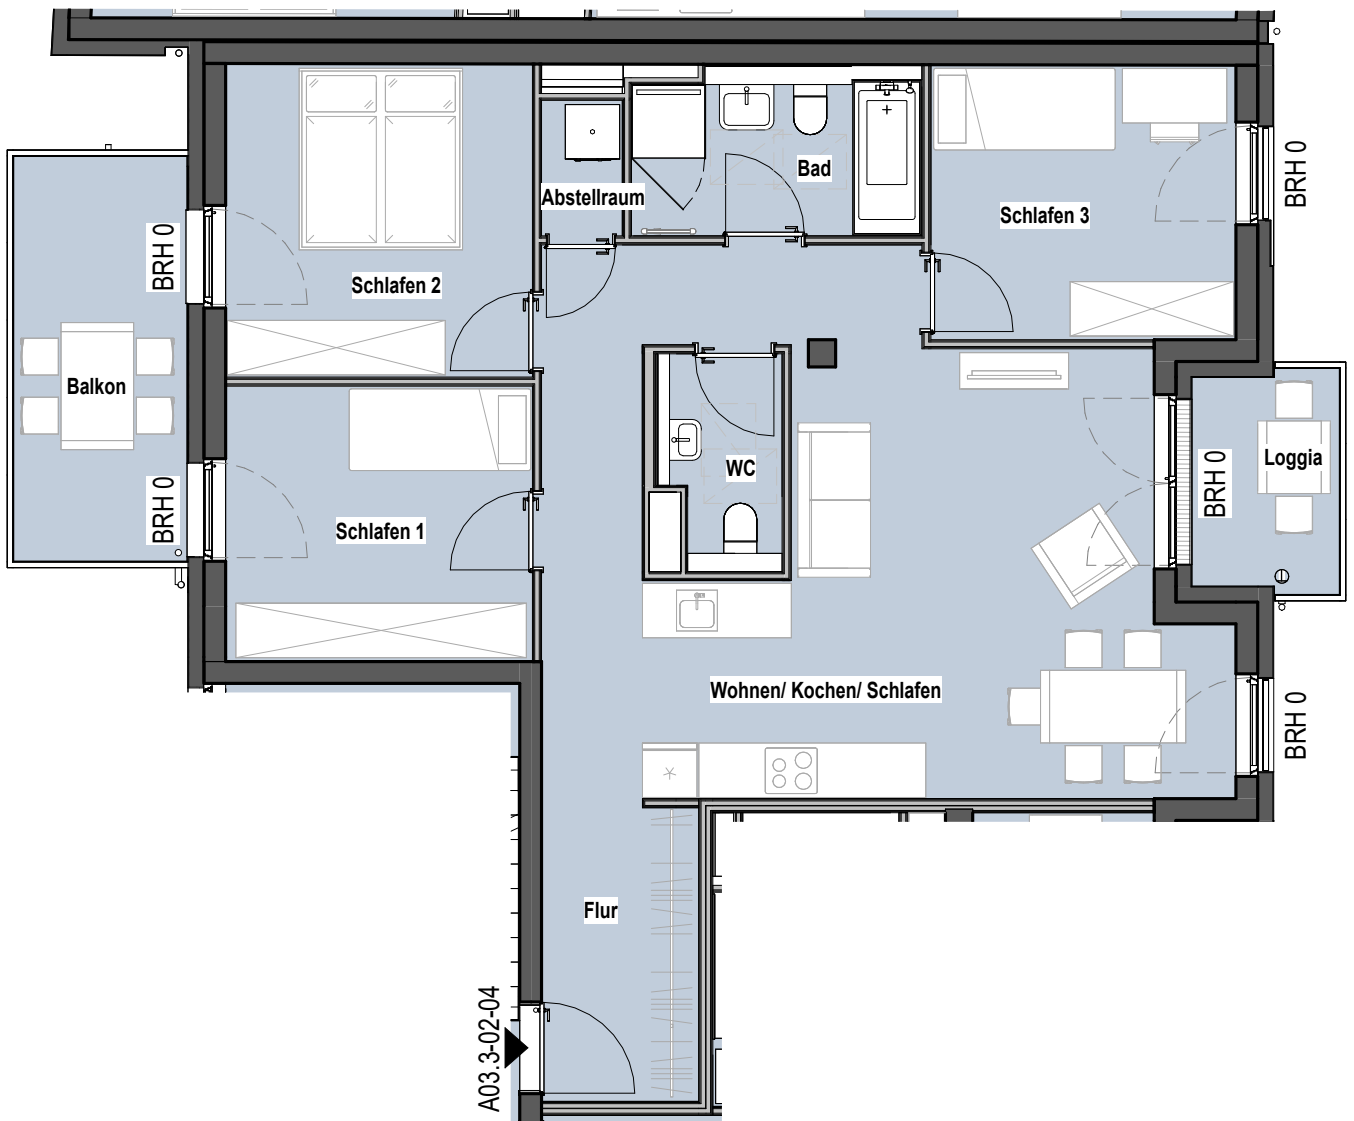 Bad
Abstellraum
Schlafen 3
BRH 0
BRH 0
Schlafen 2
Balkon
WC
Loggia
BRH 0
BRH 0
Schlafen 1
Wohnen/ Kochen/ Schlafen
BRH 0
Flur
A03.3-02-04